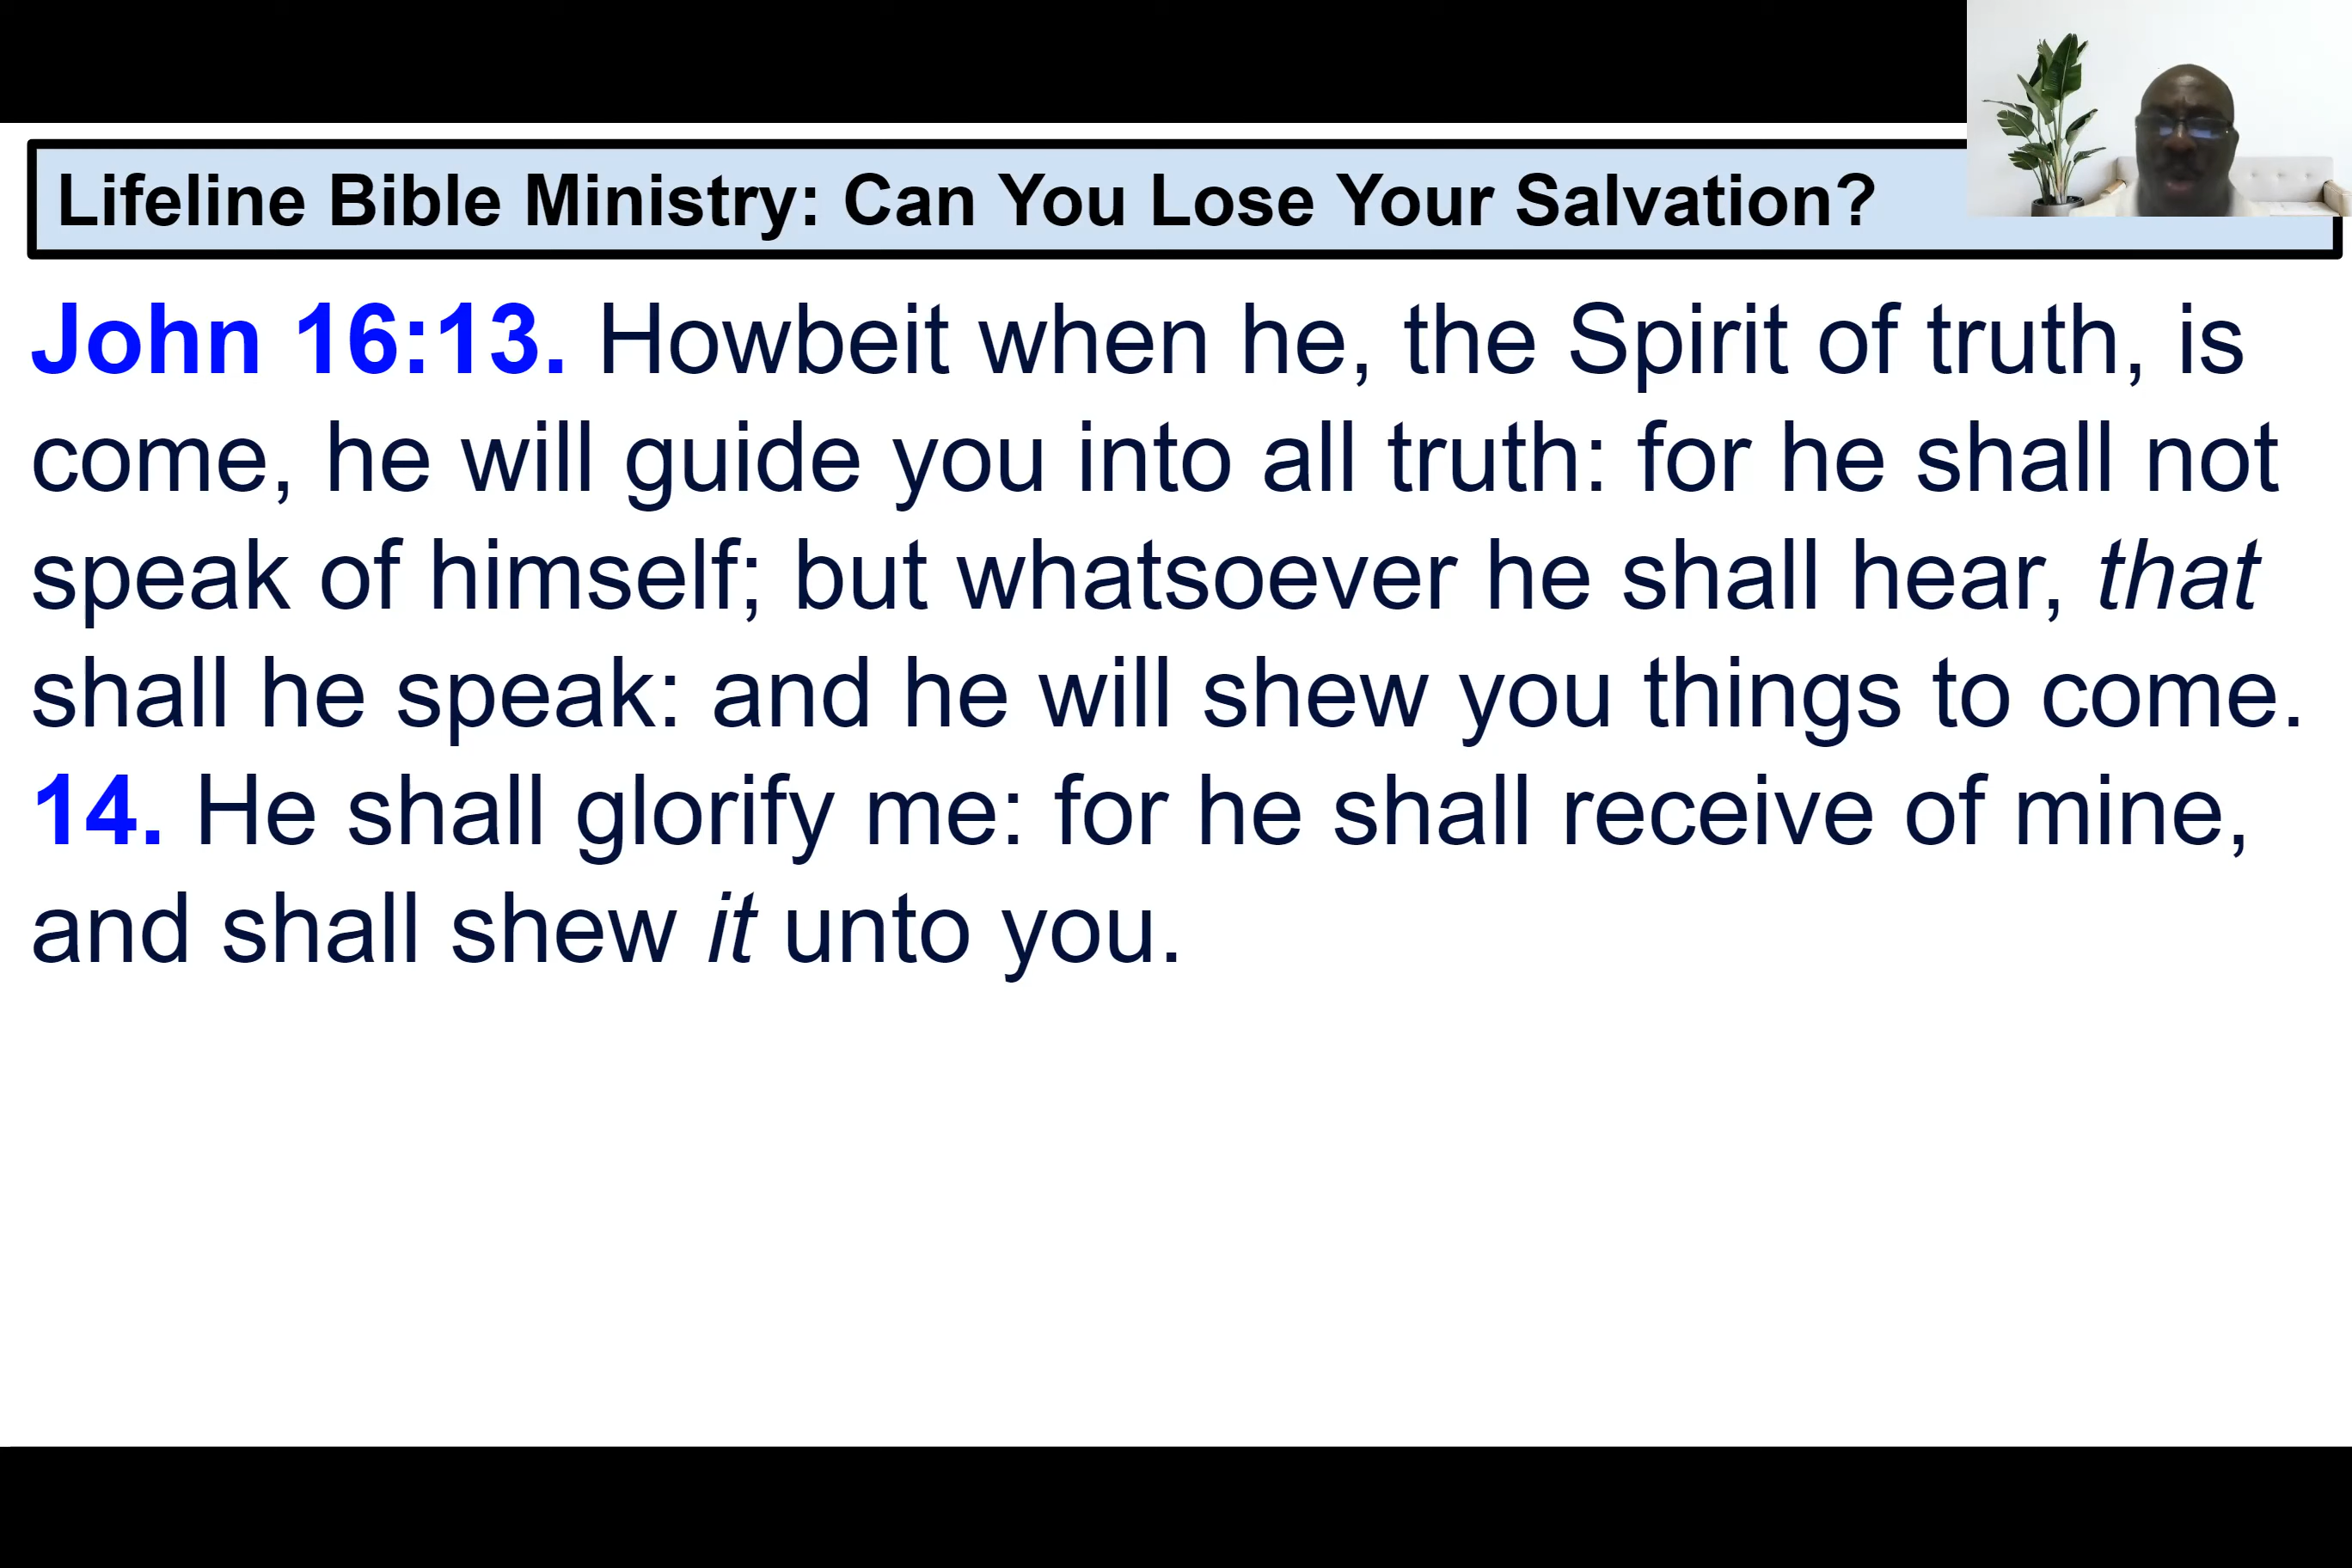 Lifeline Bible Ministry: Can You Lose Your Salvation?
John 16:13. Howbeit when he, the Spirit of truth, is
come, he will guide you into all truth: for he shall not
speak of himself; but whatsoever he shall hear, that
shall he speak: and he will shew you things to come.
14. He shall glorify me: for he shall receive of mine,
and shall shew it unto you.